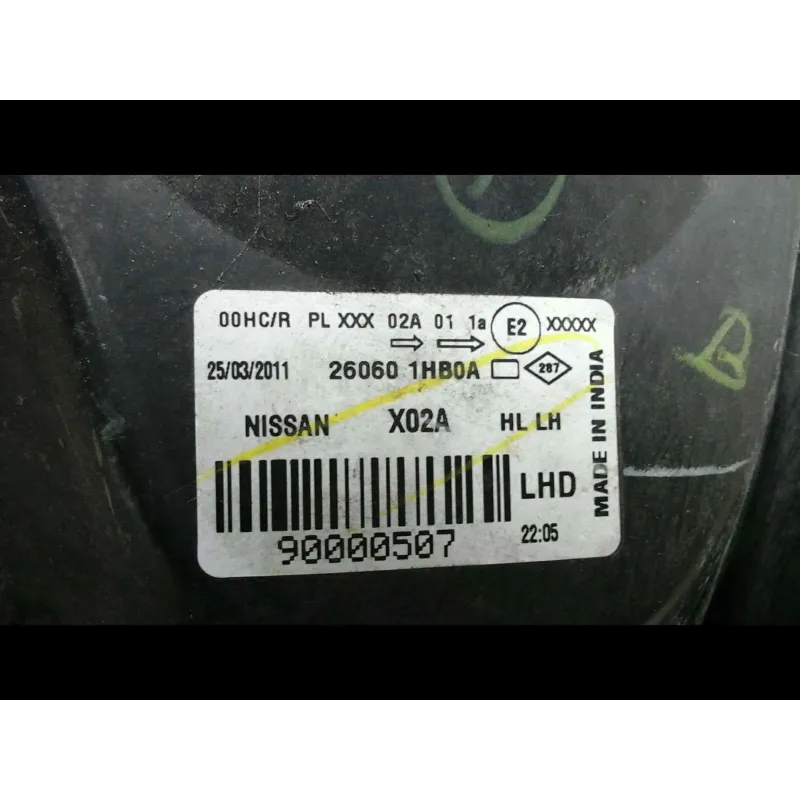 00HC/R PL XXX 02A 01 1a E2 XXXXX
25/03/2011 26060 1HB0A 287
NISSAN X02A HL LH
LHD
90000507 22:05
MADE IN INDIA
B